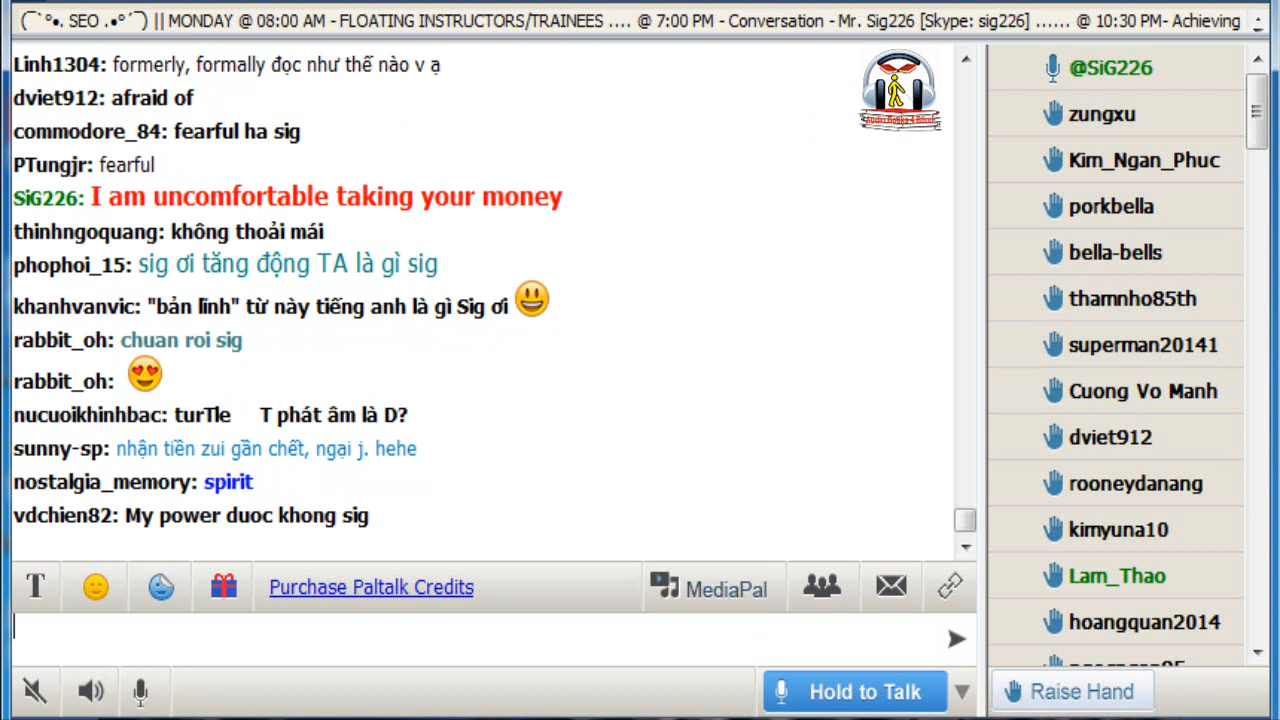 (¯`°•. SEO .•°´¯) || MONDAY @ 08:00 AM - FLOATING INSTRUCTORS/TRAINEES .... @ 7:00 PM - Conversation - Mr. Sig226 [Skype: sig226] ...... @ 10:30 PM- Achieving
Linh1304: formerly, formally đọc như thế nào v ạ
dviet912: afraid of
commodore_84: fearful ha sig
PTungjr: fearful
SiG226: I am uncomfortable taking your money
thinhngoquang: không thoải mái
phophoi_15: sig ơi tăng động TA là gì sig
khanhvanvic: "bản lĩnh" từ này tiếng anh là gì Sig ơi
rabbit_oh: chuan roi sig
rabbit_oh:
nucuoikhinhbac: turTle T phát âm là D?
sunny-sp: nhận tiền zui gần chết, ngại j. hehe
nostalgia_memory: spirit
vdchien82: My power duoc khong sig
Audio Books 4 Blind
T
Purchase Paltalk Credits
MediaPal
Hold to Talk
@SiG226
zungxu
Kim_Ngan_Phuc
porkbella
bella-bells
thamnho85th
superman20141
Cuong Vo Manh
dviet912
rooneydanang
kimyuna10
Lam_Thao
hoangquan2014
Raise Hand